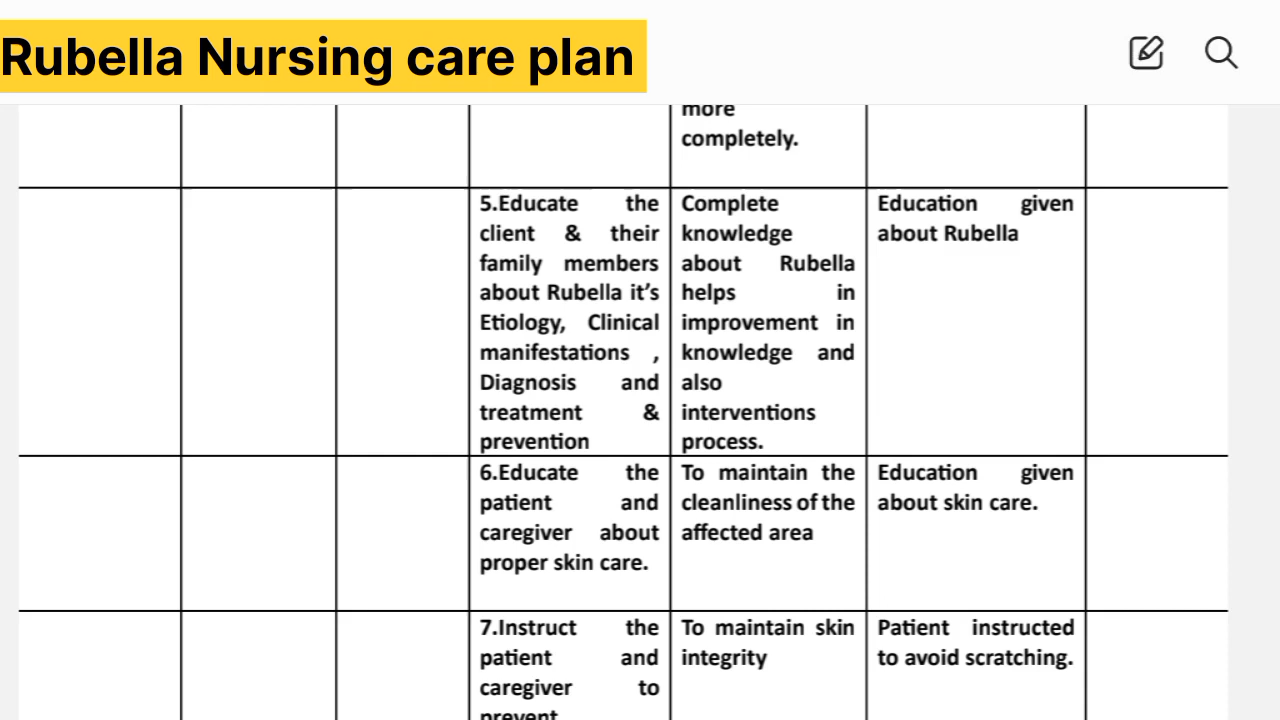 Rubella Nursing care plan
more
completely.
5.Educate the
client & their
family members
about Rubella it's
Etiology, Clinical
manifestations ,
Diagnosis and
treatment &
prevention
Complete
knowledge
about Rubella
helps in
improvement in
knowledge and
also
interventions
process.
Education given
about Rubella
6.Educate the
patient and
caregiver about
proper skin care.
To maintain the
cleanliness of the
affected area
Education given
about skin care.
7.Instruct the
patient and
caregiver to
prevent
To maintain skin
integrity
Patient instructed
to avoid scratching.